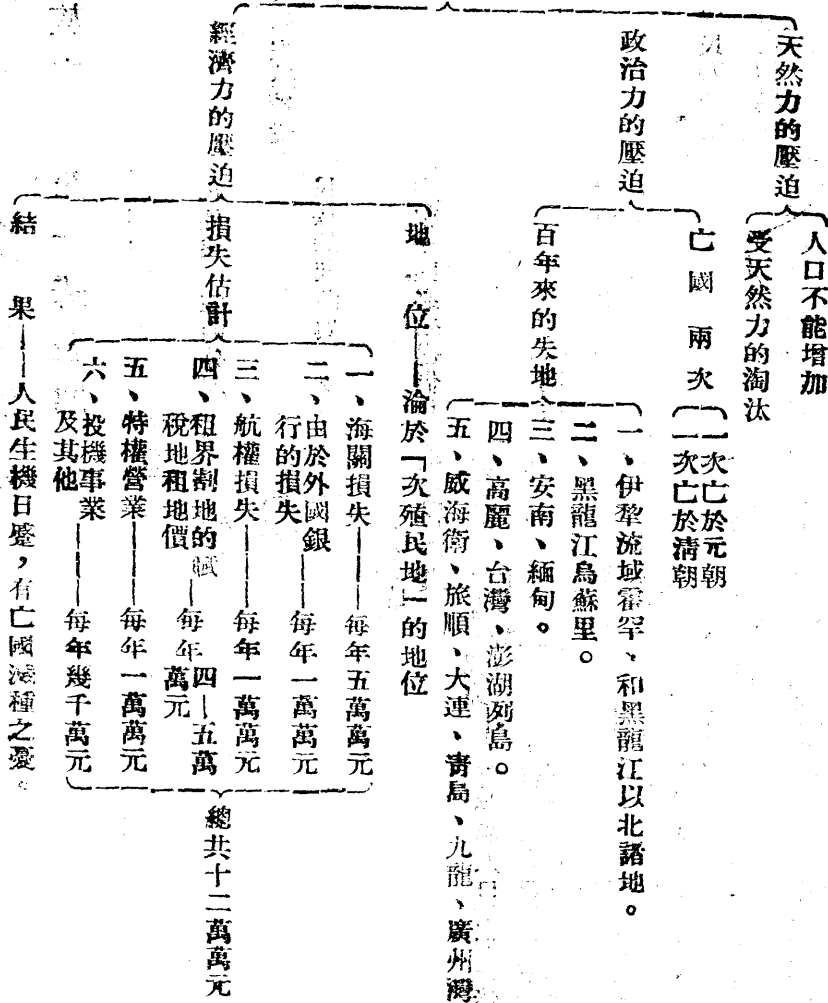 天然力的壓迫
人口不能增加
受天然力的淘汰
政治力的壓迫
亡國兩次
一次亡於元朝
一次亡於清朝
百年來的失地
一、伊犂流域霍罕、和黑龍江以北諸地。
二、黑龍江烏蘇里。
三、安南、緬甸。
四、高麗、台灣、澎湖列島。
五、威海衛、旅順、大連、青島、九龍、廣州灣
經濟力的壓迫
地位——淪於「次殖民地」的地位
損失估計
一、海關損失——每年五萬萬元
二、由於外國銀行的損失——每年一萬萬元
三、航權損失——每年一萬萬元
四、租界割地的賦稅租地價——每年四—五萬萬元
五、特權營業——每年一萬萬元
六、投機事業及其他——每年幾千萬元
總共十二萬萬元
結果——人民生機日蹙，有亡國滅種之憂。